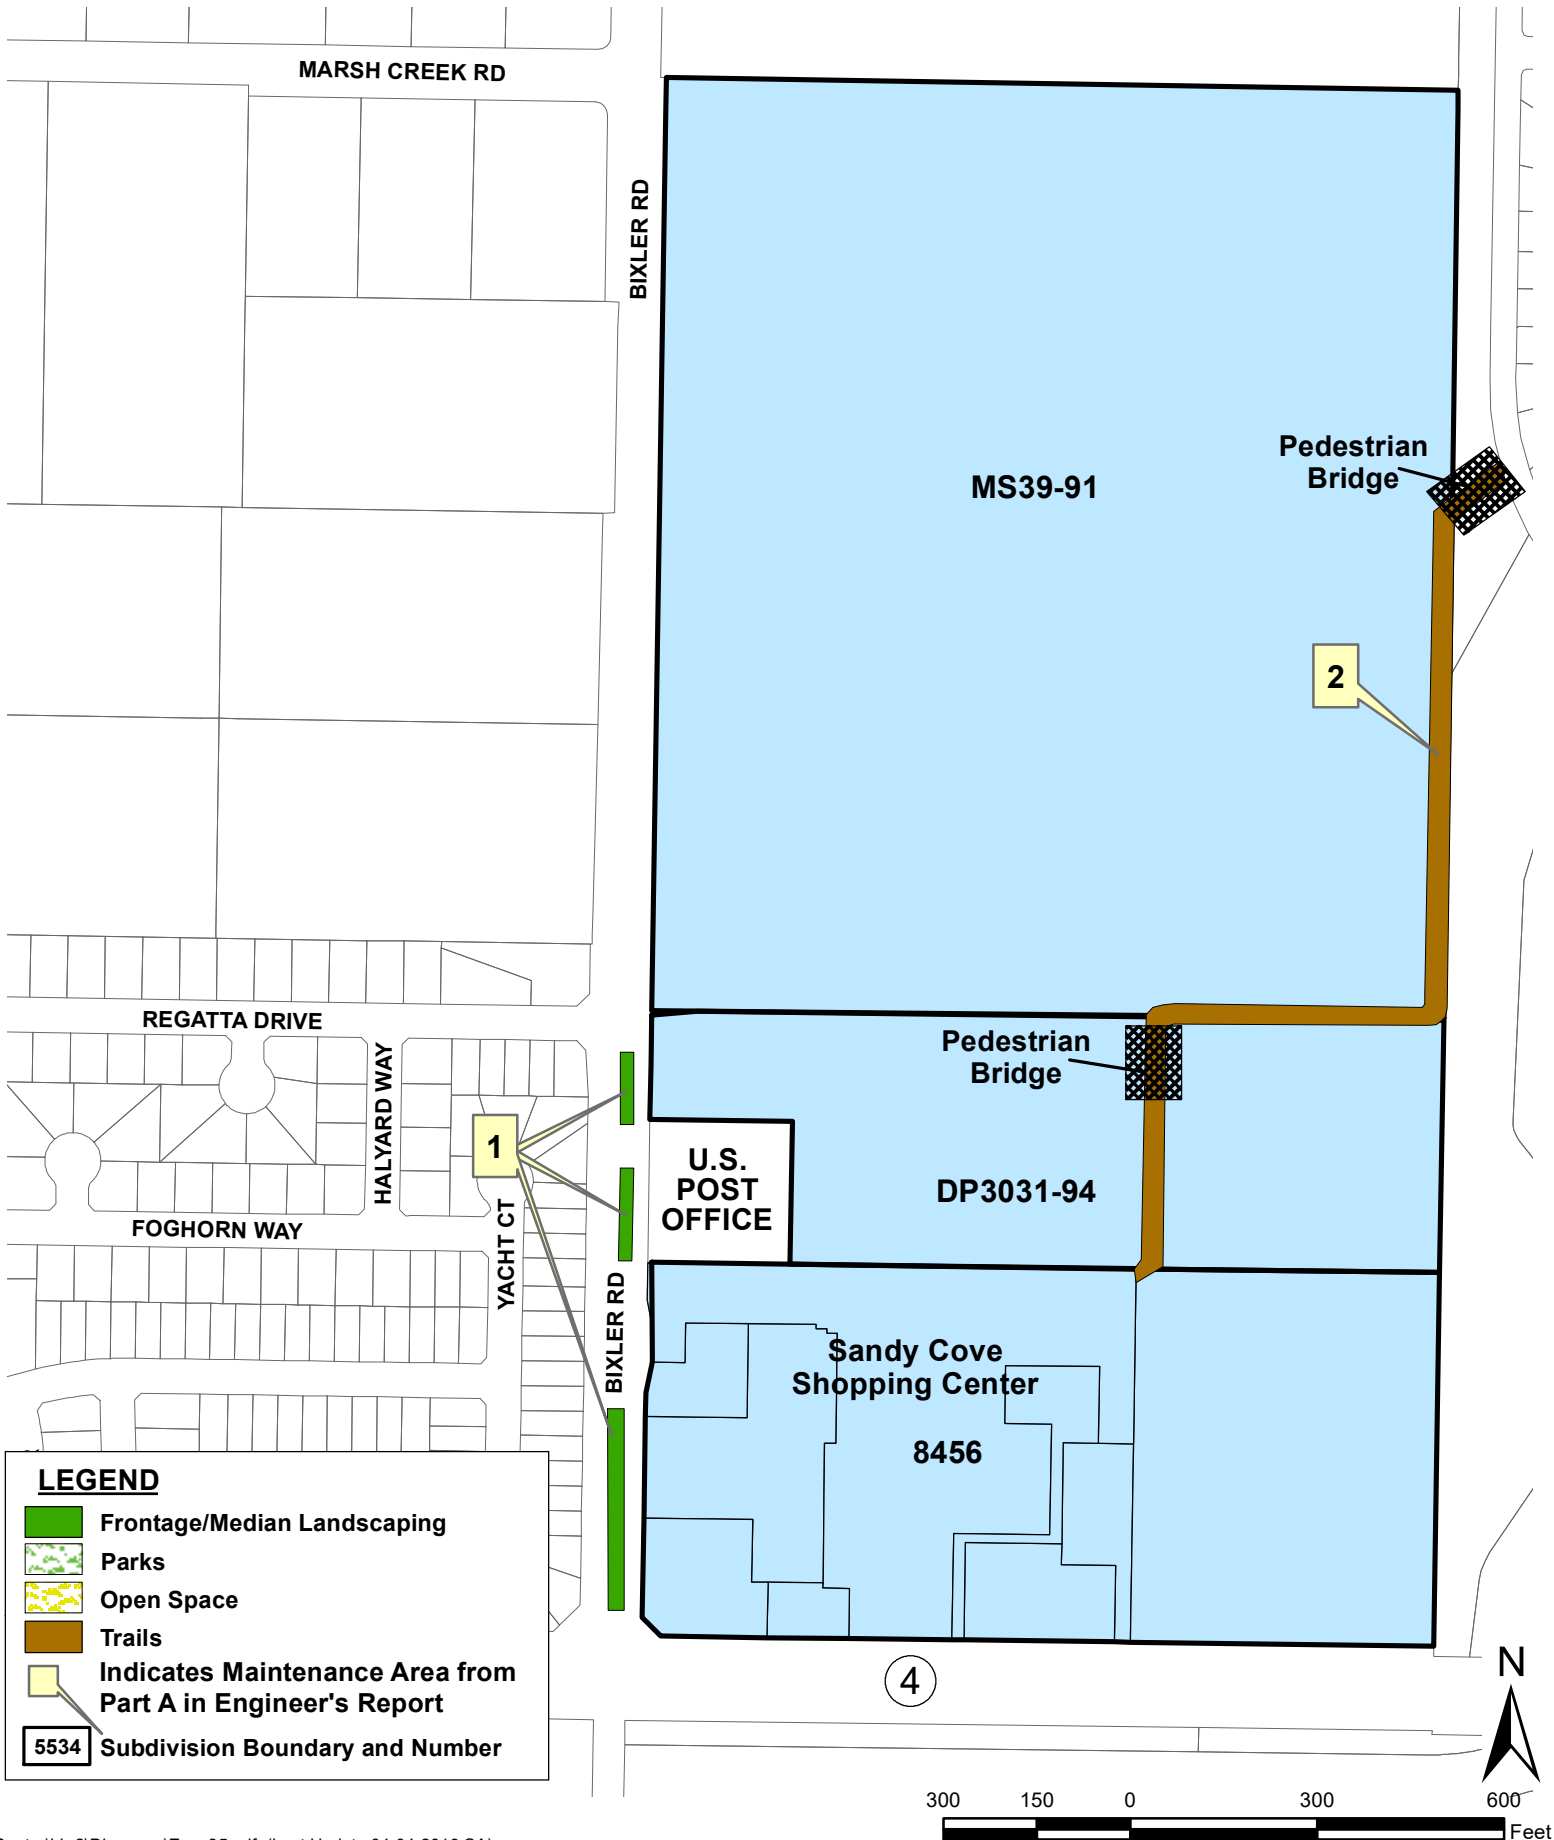 MARSH CREEK RD
BIXLER RD
Pedestrian
Bridge
MS39-91
2
REGATTA DRIVE
HALYARD WAY
Pedestrian
Bridge
1
U.S.
POST
OFFICE
DP3031-94
FOGHORN WAY
YACHT CT
BIXLER RD
Sandy Cove
Shopping Center
8456
LEGEND
Frontage/Median Landscaping
Parks
Open Space
Trails
Indicates Maintenance Area from
Part A in Engineer's Report
5534 Subdivision Boundary and Number
4
N
300 150 0 300 600
Feet